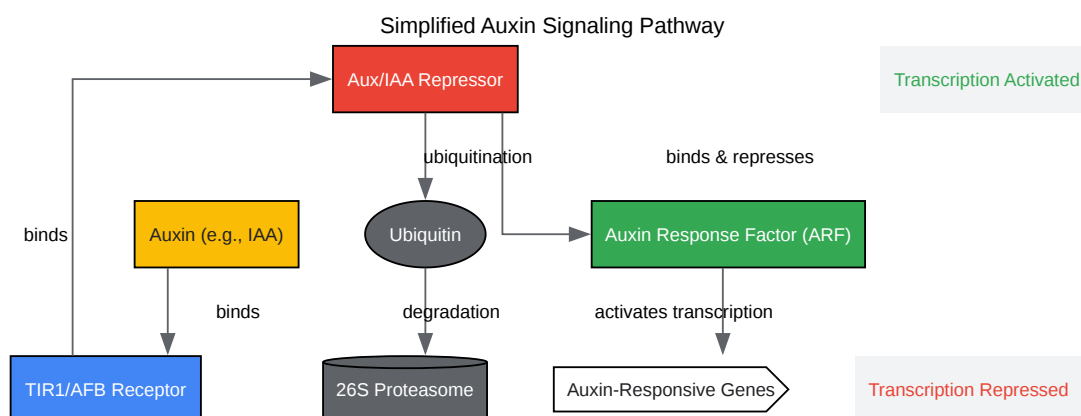 Simplified Auxin Signaling Pathway
Aux/IAA Repressor
Transcription Activated
ubiquitination
binds & represses
binds
Auxin (e.g., IAA)
Ubiquitin
Auxin Response Factor (ARF)
binds
degradation
activates transcription
TIR1/AFB Receptor
26S Proteasome
Auxin-Responsive Genes
Transcription Repressed